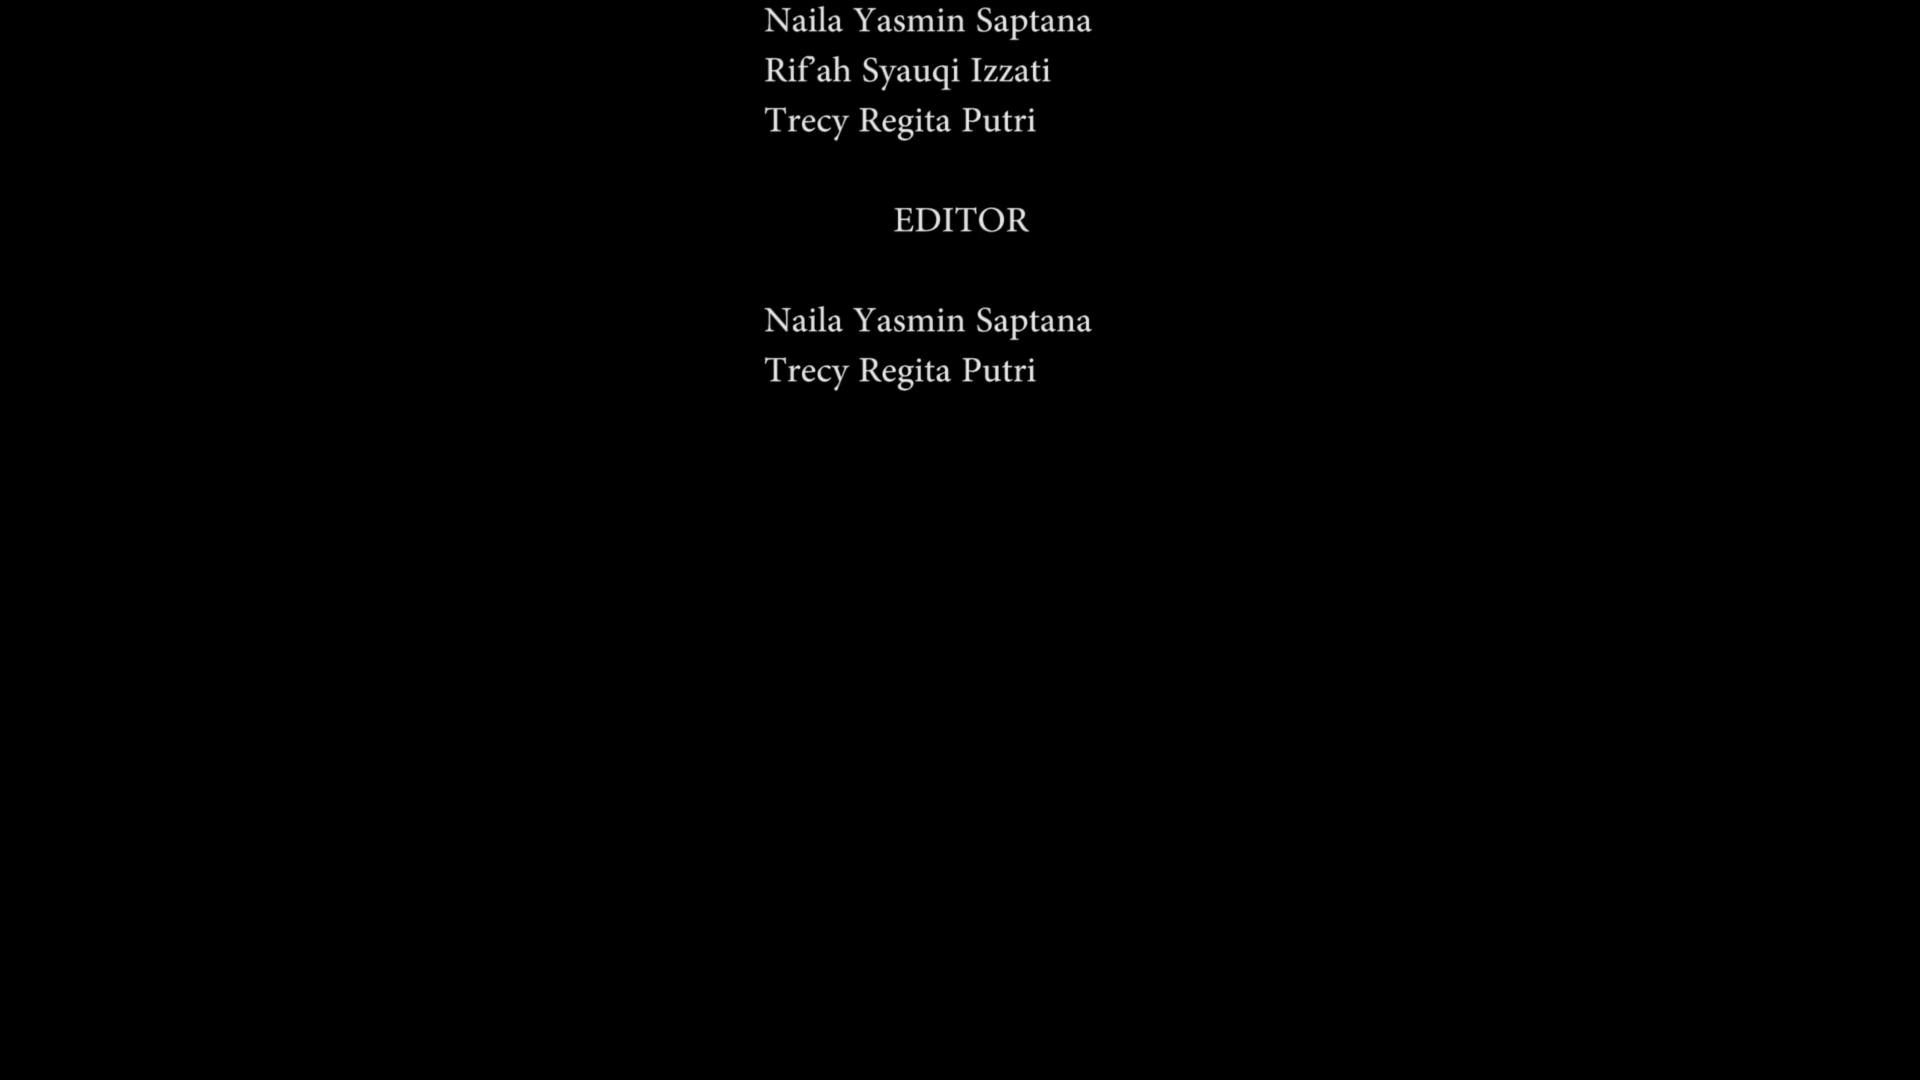 Naila Yasmin Saptana
Rif’ah Syauqi Izzati
Trecy Regita Putri
EDITOR
Naila Yasmin Saptana
Trecy Regita Putri